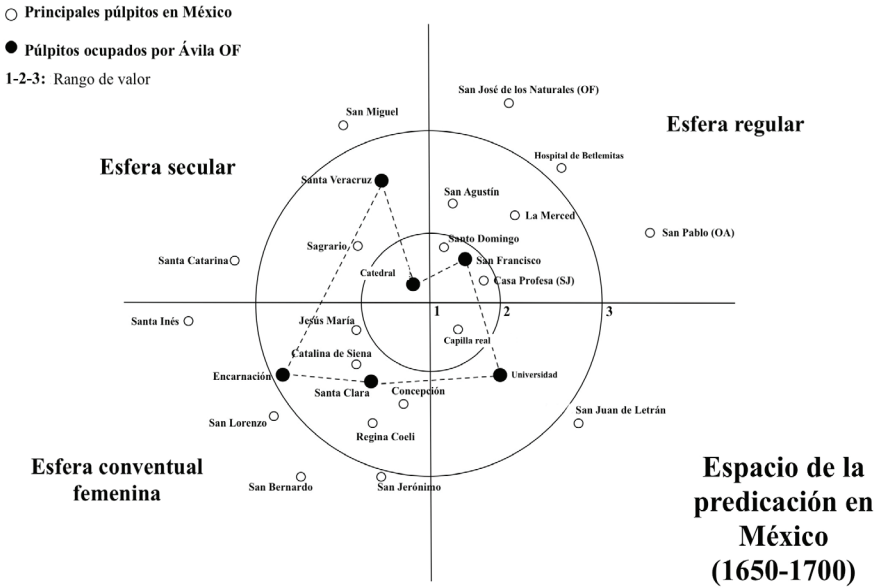 Principales púlpitos en México
Púlpitos ocupados por Ávila OF
1-2-3: Rango de valor
San José de los Naturales (OF)
San Miguel
Esfera regular
Esfera secular
Hospital de Betlemitas
Santa Veracruz
San Agustín
La Merced
San Pablo (OA)
Sagrario
Santo Domingo
Santa Catarina
San Francisco
Catedral
Casa Profesa (SJ)
1
2
3
Santa Inés
Jesús María
Capilla real
Catalina de Siena
Encarnación
Universidad
Santa Clara
Concepción
San Juan de Letrán
San Lorenzo
Regina Coeli
Esfera conventual
femenina
San Bernardo
San Jerónimo
Espacio de la
predicación en
México
(1650-1700)